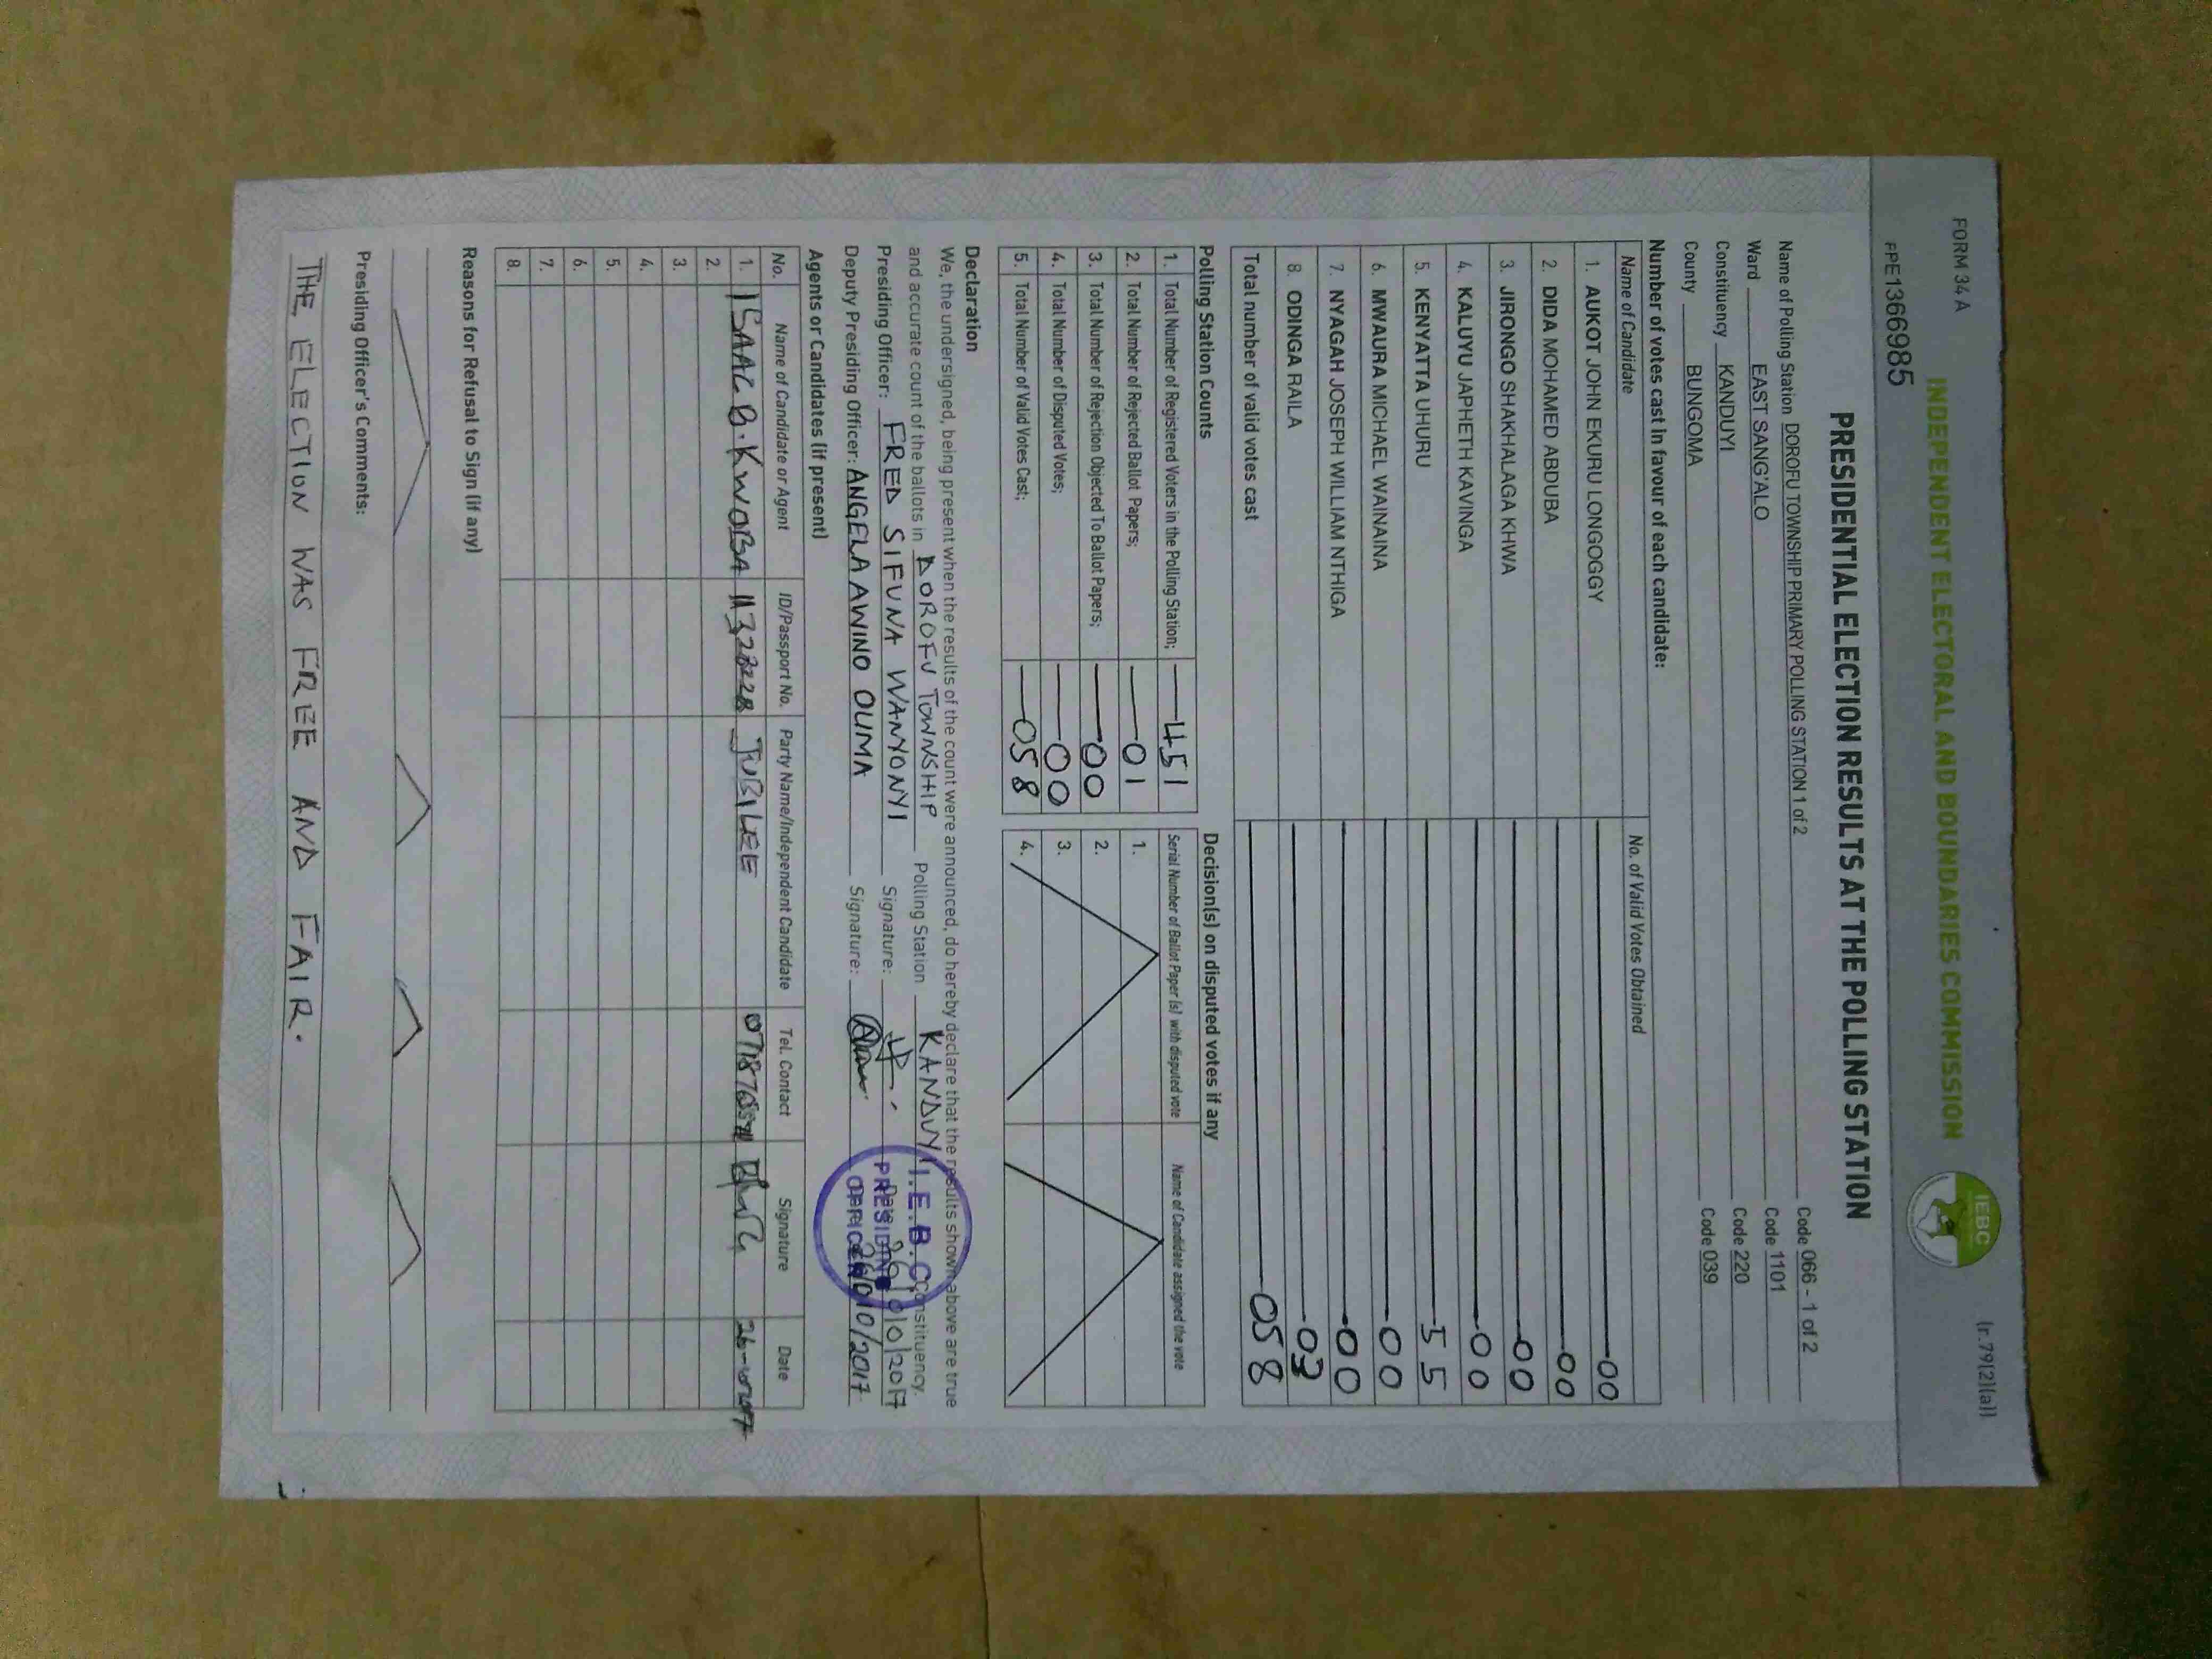 FORM 34 A
(r.79(2)(a))
INDEPENDENT ELECTORAL AND BOUNDARIES COMMISSION
IEBC
PPE1366985
PRESIDENTIAL ELECTION RESULTS AT THE POLLING STATION
Name of Polling Station DOROFU TOWNSHIP PRIMARY POLLING STATION 1 of 2 Code 066 - 1 of 2
Ward EAST SANG'ALO Code 1101
Constituency KANDUYI Code 220
County BUNGOMA Code 039
Number of votes cast in favour of each candidate:
Name of Candidate No. of Valid Votes Obtained
1. AUKOT JOHN EKURU LONGOGGY 00
2. DIDA MOHAMED ABDUBA 00
3. JIRONGO SHAKHALAGA KHWA 00
4. KALUYU JAPHETH KAVINGA 00
5. KENYATTA UHURU 55
6. MWAURA MICHAEL WAINAINA 00
7. NYAGAH JOSEPH WILLIAM NTHIGA 00
8. ODINGA RAILA 03
Total number of valid votes cast 058
Polling Station Counts Decision(s) on disputed votes if any
1. Total Number of Registered Voters in the Polling Station; 451
2. Total Number of Rejected Ballot Papers; 01
3. Total Number of Rejection Objected To Ballot Papers; 00
4. Total Number of Disputed Votes; 00
5. Total Number of Valid Votes Cast; 058
Serial Number of Ballot Paper (s) with disputed vote Name of Candidate assigned the vote
1.
2.
3.
4.
Declaration
We, the undersigned, being present when the results of the count were announced, do hereby declare that the results shown above are true
and accurate count of the ballots in DOROFU TOWNSHIP Polling Station KANDUYI Constituency.
Presiding Officer: FRED SIFUNA WANYONYI Signature: Date 26/10/2017
Deputy Presiding Officer: ANGELA AWINO OUMA Signature: Date 26/10/2017
I.E.B.C
PRESIDING
OFFICER
Agents or Candidates (if present)
No. Name of Candidate or Agent ID/Passport No. Party Name/Independent Candidate Tel. Contact Signature Date
1. ISAAC B. KWOBA JUBILEE
2.
3.
4.
5.
6.
7.
8.
Reasons for Refusal to Sign (if any)
Presiding Officer's Comments:
THE ELECTION WAS FREE AND FAIR.